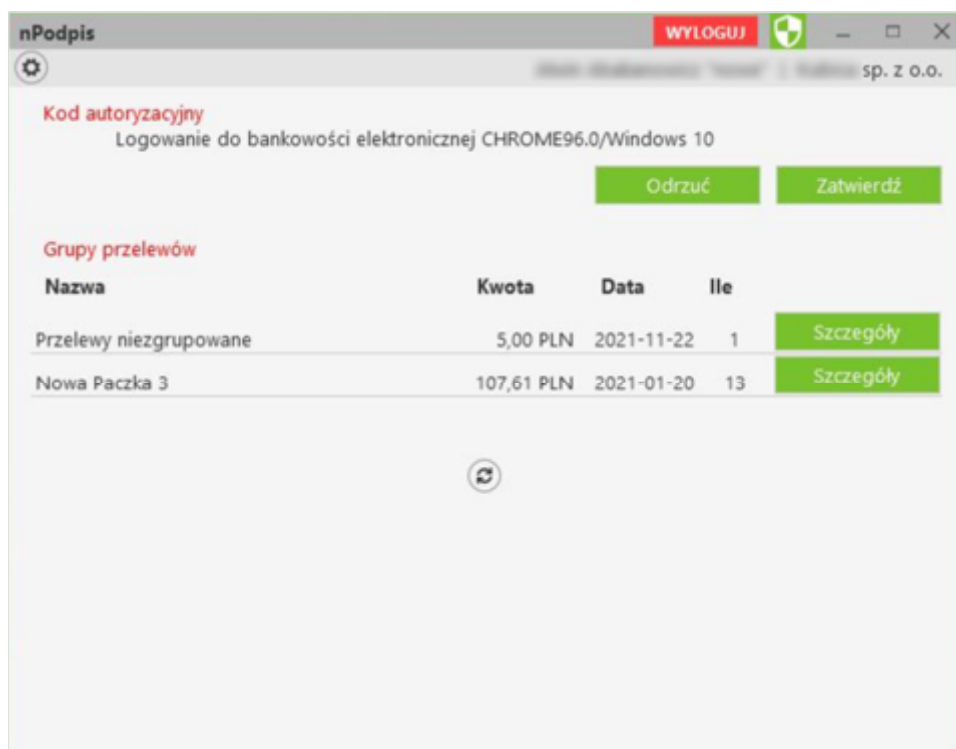 nPodpis WYLOGUJ
sp. z o.o.
Kod autoryzacyjny
Logowanie do bankowości elektronicznej CHROME96.0/Windows 10
Odrzuć Zatwierdź
Grupy przelewów
Nazwa Kwota Data Ile
Przelewy niezgrupowane 5,00 PLN 2021-11-22 1 Szczegóły
Nowa Paczka 3 107,61 PLN 2021-01-20 13 Szczegóły